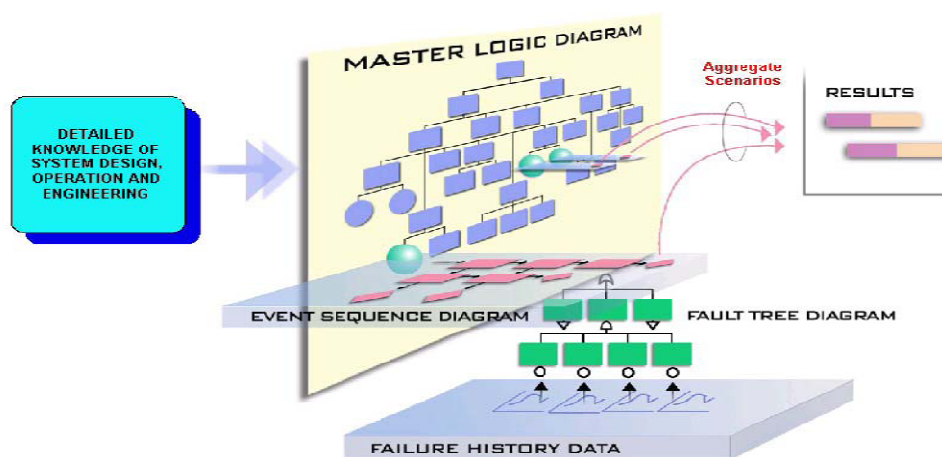 MASTER LOGIC DIAGRAM
Aggregate
Scenarios
RESULTS
DETAILED
KNOWLEDGE OF
SYSTEM DESIGN,
OPERATION AND
ENGINEERING
EVENT SEQUENCE DIAGRAM
FAULT TREE DIAGRAM
FAILURE HISTORY DATA